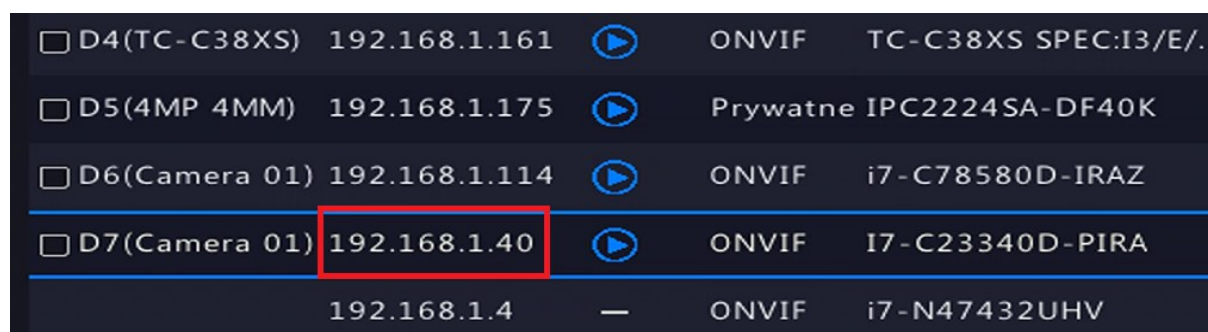 D4(TC-C38XS) 192.168.1.161 ONVIF TC-C38XS SPEC:I3/E/.
D5(4MP 4MM) 192.168.1.175 Prywatne IPC2224SA-DF40K
D6(Camera 01) 192.168.1.114 ONVIF i7-C78580D-IRAZ
D7(Camera 01) 192.168.1.40 ONVIF I7-C23340D-PIRA
192.168.1.4 — ONVIF i7-N47432UHV